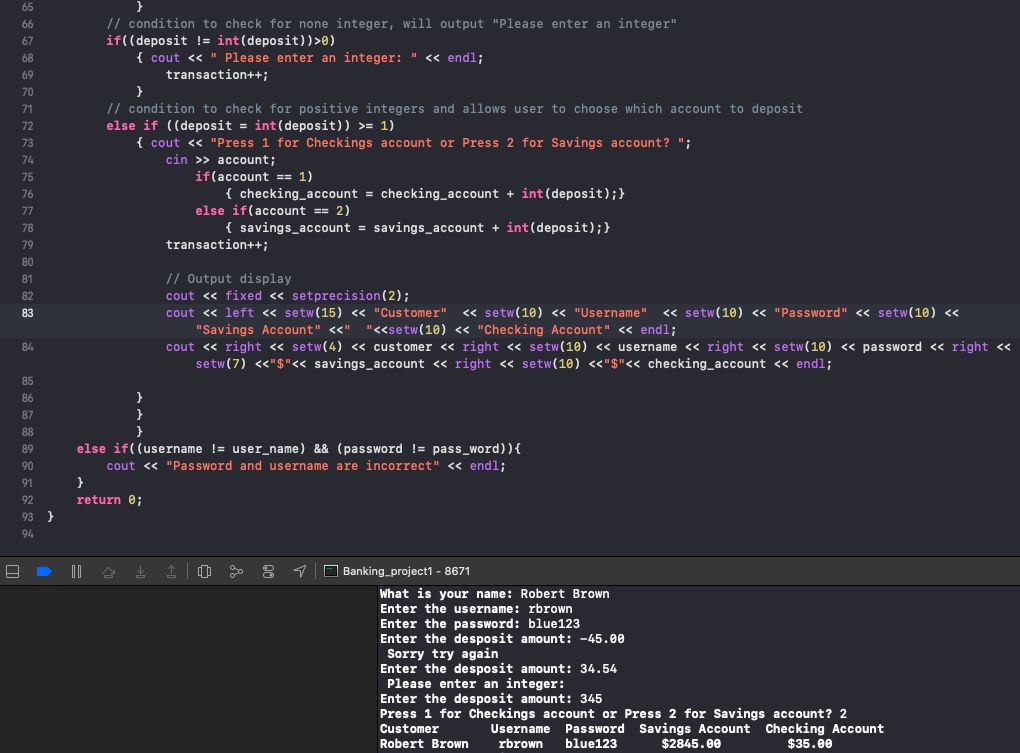 65 }
66 // condition to check for none integer, will output "Please enter an integer"
67 if((deposit != int(deposit))>0)
68 { cout << " Please enter an integer: " << endl;
69 transaction++;
70 }
71 // condition to check for positive integers and allows user to choose which account to deposit
72 else if ((deposit = int(deposit)) >= 1)
73 { cout << "Press 1 for Checkings account or Press 2 for Savings account? ";
74 cin >> account;
75 if(account == 1)
76 { checking_account = checking_account + int(deposit);}
77 else if(account == 2)
78 { savings_account = savings_account + int(deposit);}
79 transaction++;
80
81 // Output display
82 cout << fixed << setprecision(2);
83 cout << left << setw(15) << "Customer"  << setw(10) << "Username"  << setw(10) << "Password" << setw(10) <<
"Savings Account" <<"  "<<setw(10) << "Checking Account" << endl;
84 cout << right << setw(4) << customer << right << setw(10) << username << right << setw(10) << password << right <<
setw(7) <<"$"<< savings_account << right << setw(10) <<"$"<< checking_account << endl;
85
86 }
87 }
88 }
89 else if((username != user_name) && (password != pass_word)){
90 cout << "Password and username are incorrect" << endl;
91 }
92 return 0;
93 }
94
Banking_project1 - 8671
What is your name: Robert Brown
Enter the username: rbrown
Enter the password: blue123
Enter the desposit amount: -45.00
Sorry try again
Enter the desposit amount: 34.54
Please enter an integer:
Enter the desposit amount: 345
Press 1 for Checkings account or Press 2 for Savings account? 2
Customer       Username  Password  Savings Account  Checking Account
Robert Brown    rbrown   blue123      $2845.00         $35.00